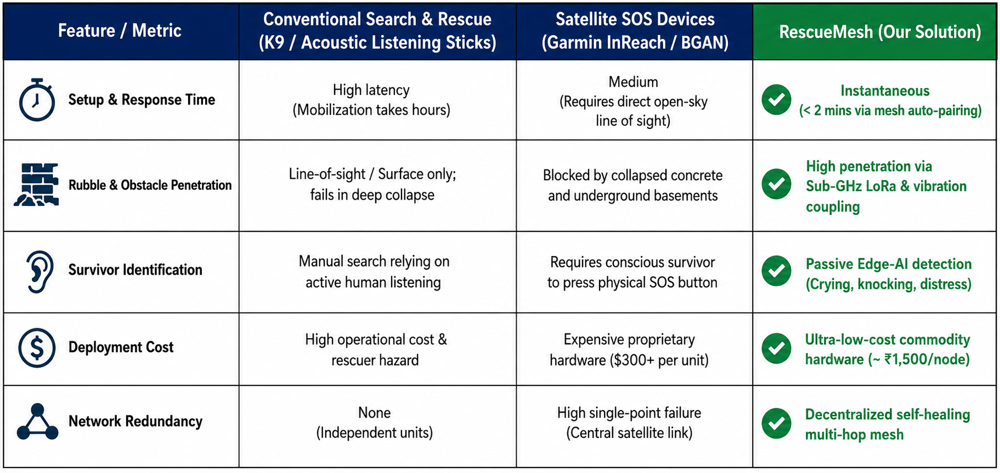 Feature / Metric
Conventional Search & Rescue
(K9 / Acoustic Listening Sticks)
Satellite SOS Devices
(Garmin InReach / BGAN)
RescueMesh (Our Solution)
Setup & Response Time
High latency
(Mobilization takes hours)
Medium
(Requires direct open-sky
line of sight)
Instantaneous
(< 2 mins via mesh auto-pairing)
Rubble & Obstacle Penetration
Line-of-sight / Surface only;
fails in deep collapse
Blocked by collapsed concrete
and underground basements
High penetration via
Sub-GHz LoRa & vibration
coupling
Survivor Identification
Manual search relying on
active human listening
Requires conscious survivor
to press physical SOS button
Passive Edge-AI detection
(Crying, knocking, distress)
Deployment Cost
High operational cost &
rescuer hazard
Expensive proprietary
hardware ($300+ per unit)
Ultra-low-cost commodity
hardware (~ ₹1,500/node)
Network Redundancy
None
(Independent units)
High single-point failure
(Central satellite link)
Decentralized self-healing
multi-hop mesh